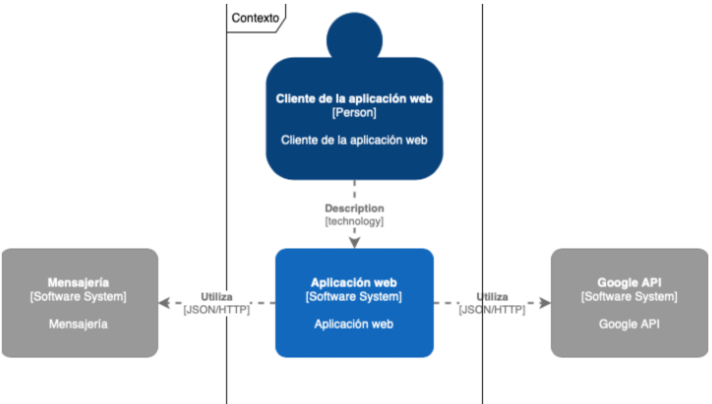 Contexto
Cliente de la aplicación web
[Person]
Cliente de la aplicación web
Description
[technology]
Mensajería
[Software System]
Mensajería
Utiliza
[JSON/HTTP]
Aplicación web
[Software System]
Aplicación web
Utiliza
[JSON/HTTP]
Google API
[Software System]
Google API